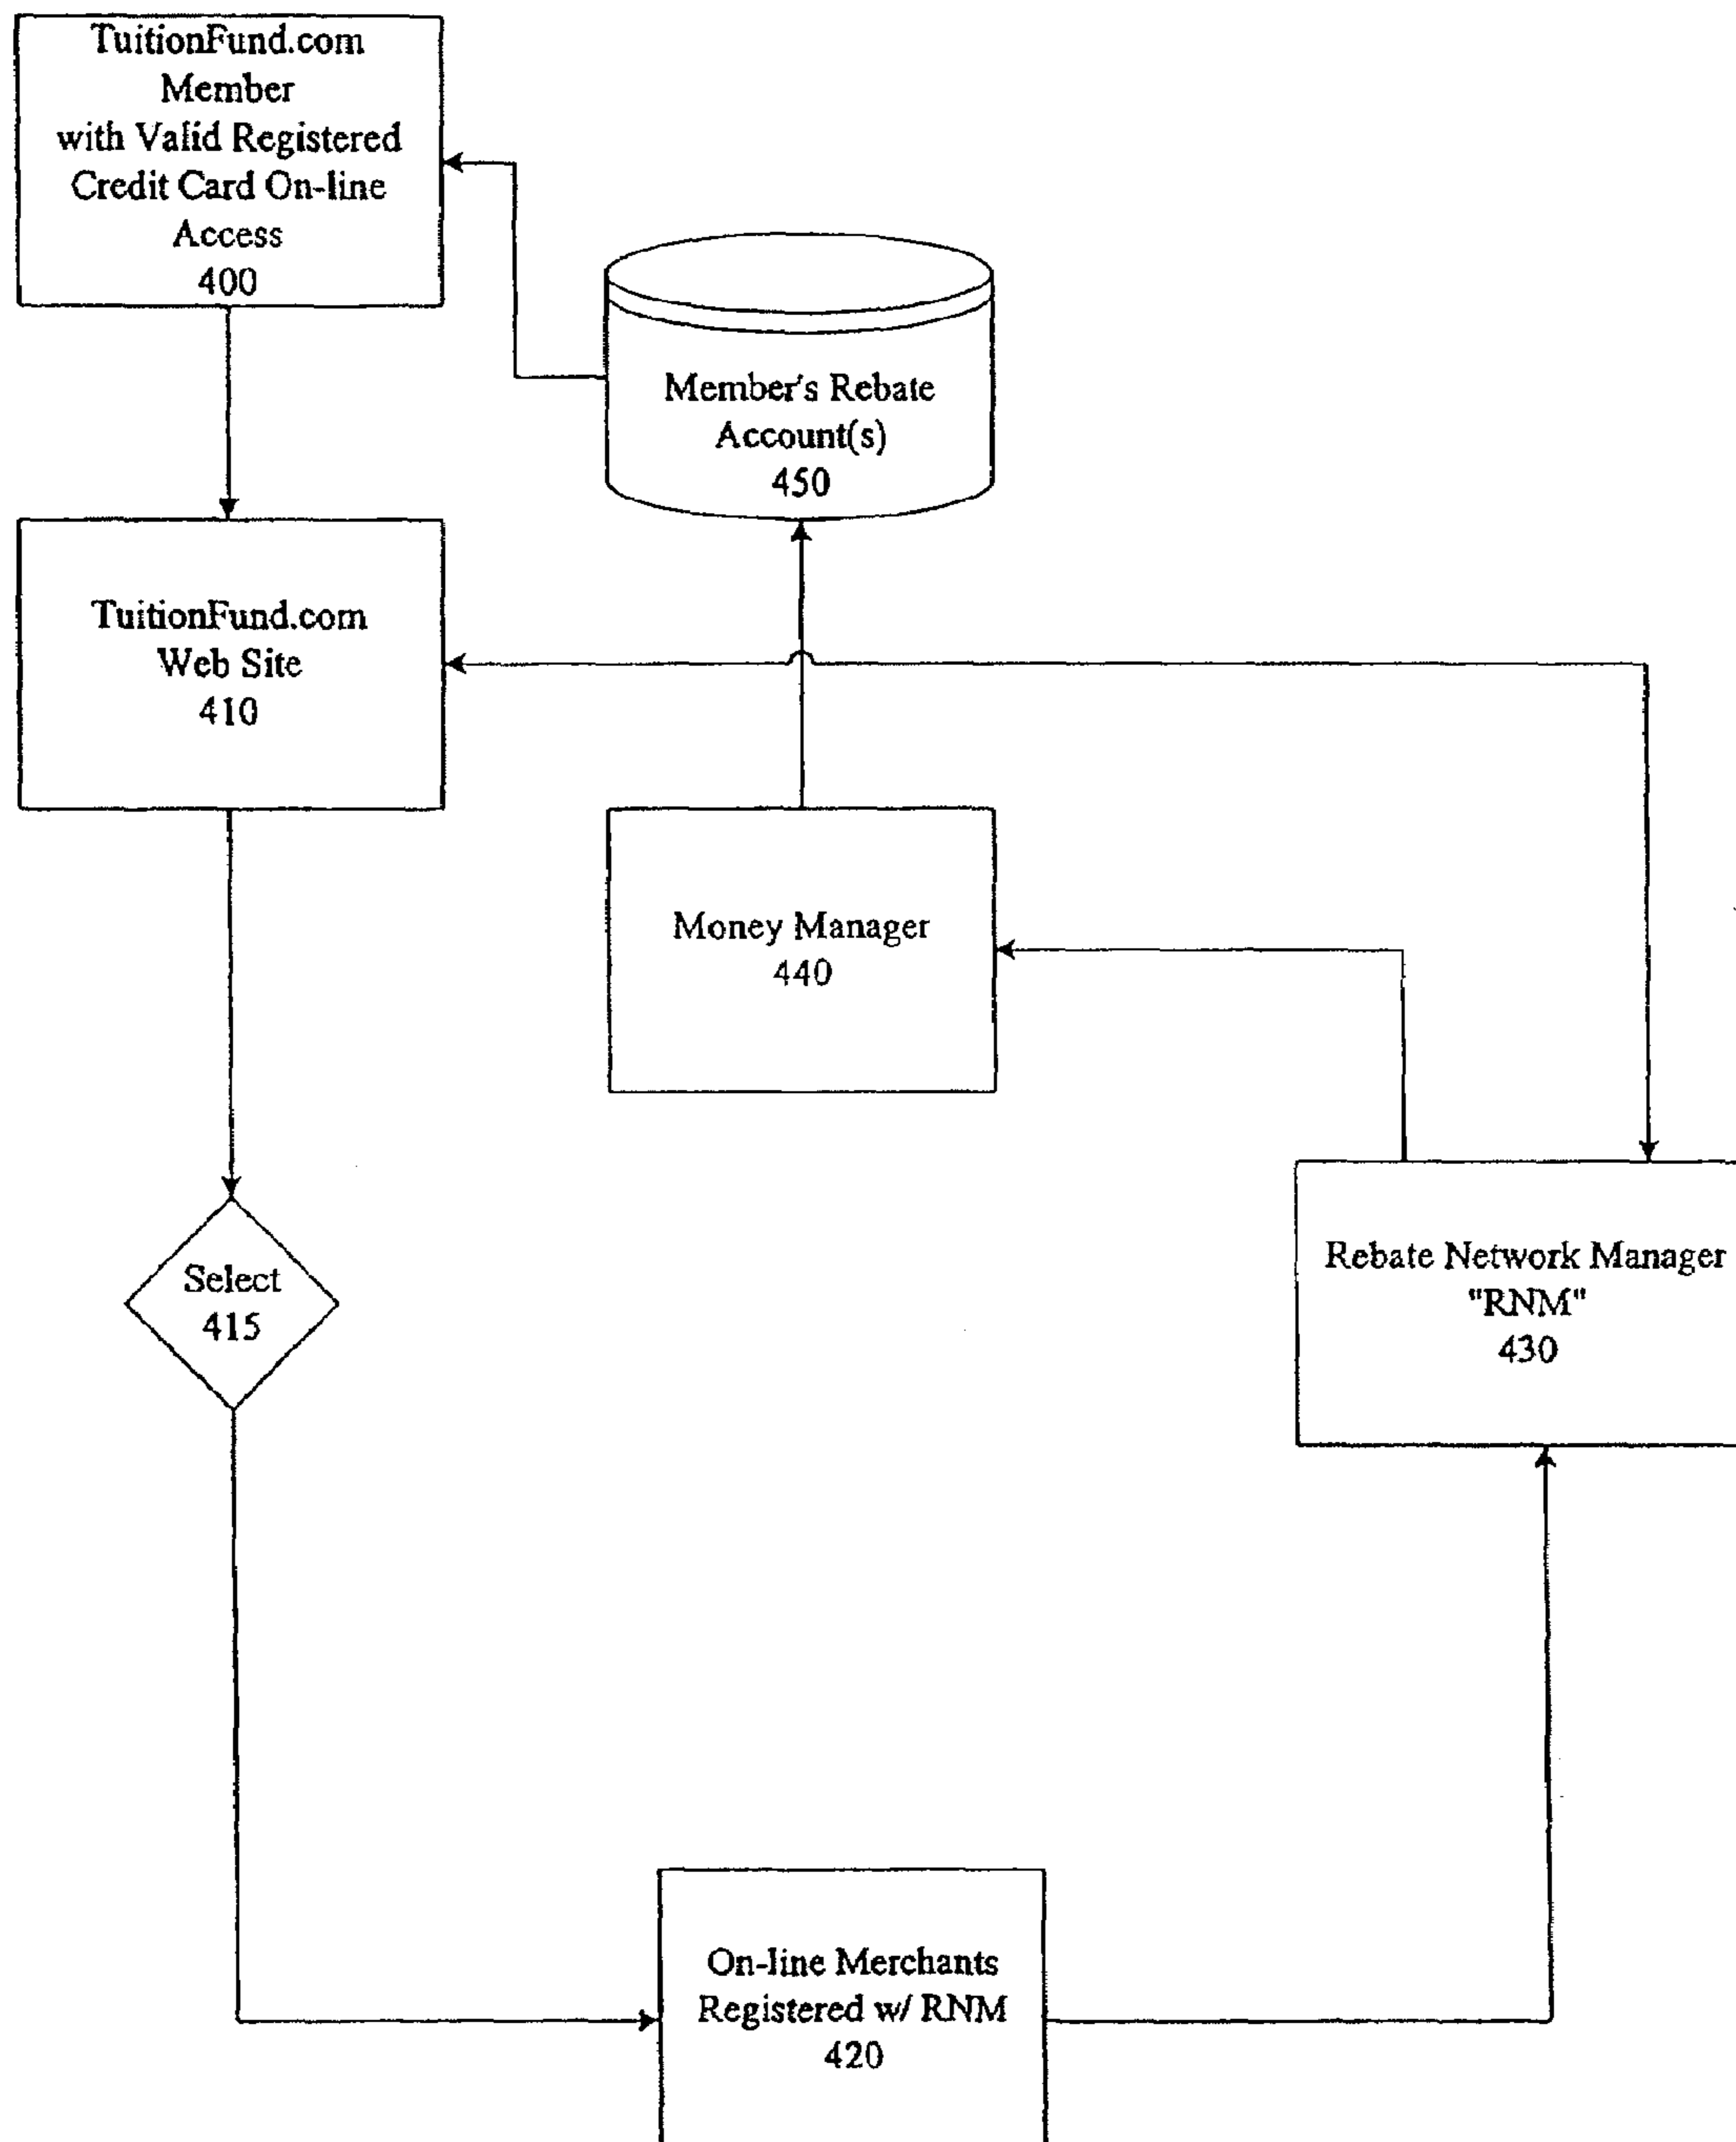 TuitionFund.com
Member
with Valid Registered
Credit Card On-line
Access
400
Member's Rebate
Account(s)
450
TuitionFund.com
Web Site
410
Money Manager
440
Rebate Network Manager
"RNM"
430
Select
415
On-line Merchants
Registered w/ RNM
420